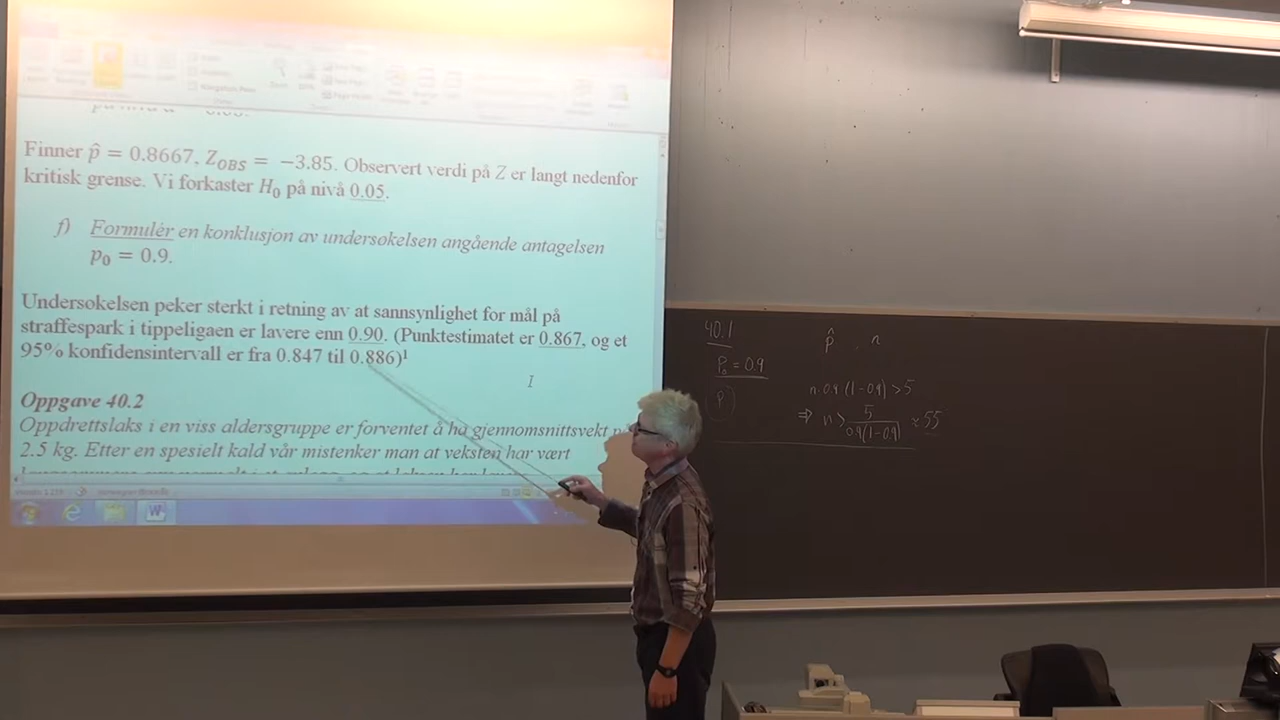 Finner p̂ = 0.8667, Z_OBS = −3.85. Observert verdi på Z er langt nedenfor
kritisk grense. Vi forkaster H₀ på nivå 0.05.
f) Formulér en konklusjon av undersøkelsen angående antagelsen
p₀ = 0.9.
Undersøkelsen peker sterkt i retning av at sannsynlighet for mål på
straffespark i tippeligaen er lavere enn 0.90. (Punktestimatet er 0.867, og et
95% konfidensintervall er fra 0.847 til 0.886)¹
Oppgave 40.2
Oppdrettslaks i en viss aldersgruppe er forventet å ha gjennomsnittsvekt
2.5 kg. Etter en spesielt kald vår mistenker man at veksten har vært
40.1
p̂ n
P₀ = 0.9
n·0.9 (1−0.9) > 5
P
⇒ n > 5 / 0.9(1−0.9) ≈ 55